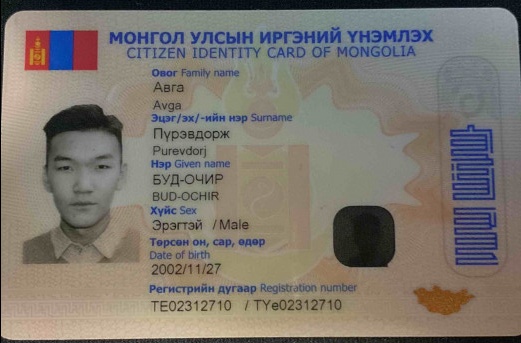 МОНГОЛ УЛСЫН ИРГЭНИЙ ҮНЭМЛЭХ
CITIZEN IDENTITY CARD OF MONGOLIA
Овог Family name
Авга
Avga
Эцэг/эх/-ийн нэр Surname
Пүрэвдорж
Purevdorj
Нэр Given name
БУД-ОЧИР
BUD-OCHIR
Хүйс Sex
Эрэгтэй / Male
Төрсөн он, сар, өдөр
Date of birth
2002/11/27
Регистрийн дугаар Registration number
ТЕ02312710 / TYe02312710